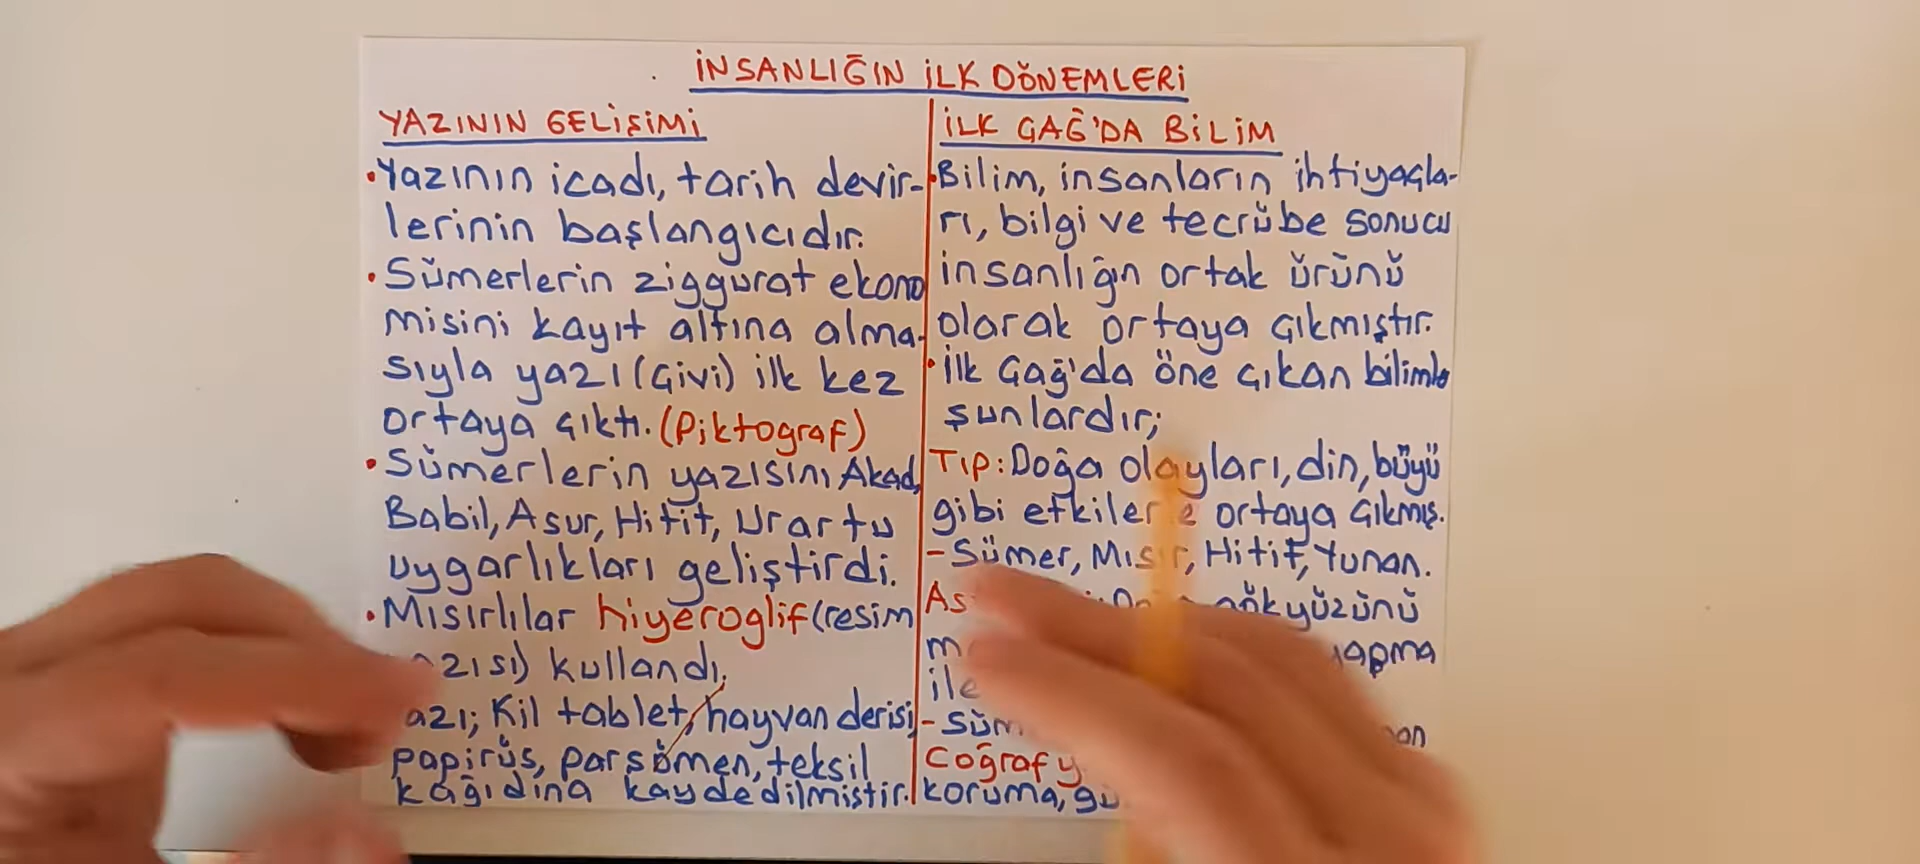 İNSANLIĞIN İLK DÖNEMLERİ
YAZININ GELİŞİMİ
•Yazının icadı, tarih devir-
lerinin başlangıcıdır.
•Sümerlerin ziggurat ekono
misini kayıt altına alma-
sıyla yazı (Çivi) ilk kez
ortaya çıktı. (Piktograf)
•Sümerlerin yazısını Akad,
Babil, Asur, Hitit, Urartu
uygarlıkları geliştirdi.
•Mısırlılar hiyeroglif (resim
kullandı.
Kil tablet, hayvan derisi,
papirüs, parşömen, teksil
kağıdına kaydedilmiştir.
İLK ÇAĞ'DA BİLİM
•Bilim, insanların ihtiyaçla-
rı, bilgi ve tecrübe sonucu
insanlığın ortak ürünü
olarak ortaya çıkmıştır.
•İlk Çağ'da öne çıkan bilimler
şunlardır;
Tıp: Doğa olayları, din, büyü
gibi ortaya çıkmış.
-Sümer, Mısır, Hitit, Yunan.
gökyüzünü
yapma
ile
koruma,